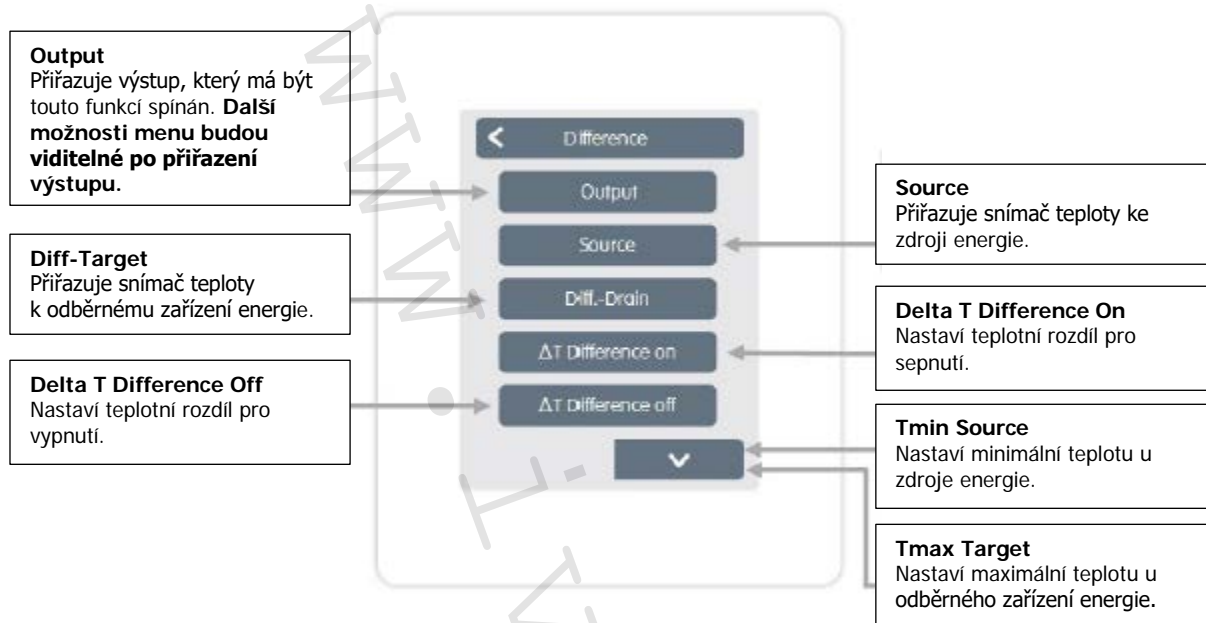 Output
Přiřazuje výstup, který má být
touto funkcí spínán. Další
možnosti menu budou
viditelné po přiřazení
výstupu.
Diff-Target
Přiřazuje snímač teploty
k odběrnému zařízení energie.
Delta T Difference Off
Nastaví teplotní rozdíl pro
vypnutí.
Difference
Output
Source
Diff.-Drain
ΔT Difference on
ΔT Difference off
Source
Přiřazuje snímač teploty ke
zdroji energie.
Delta T Difference On
Nastaví teplotní rozdíl pro
sepnutí.
Tmin Source
Nastaví minimální teplotu u
zdroje energie.
Tmax Target
Nastaví maximální teplotu u
odběrného zařízení energie.